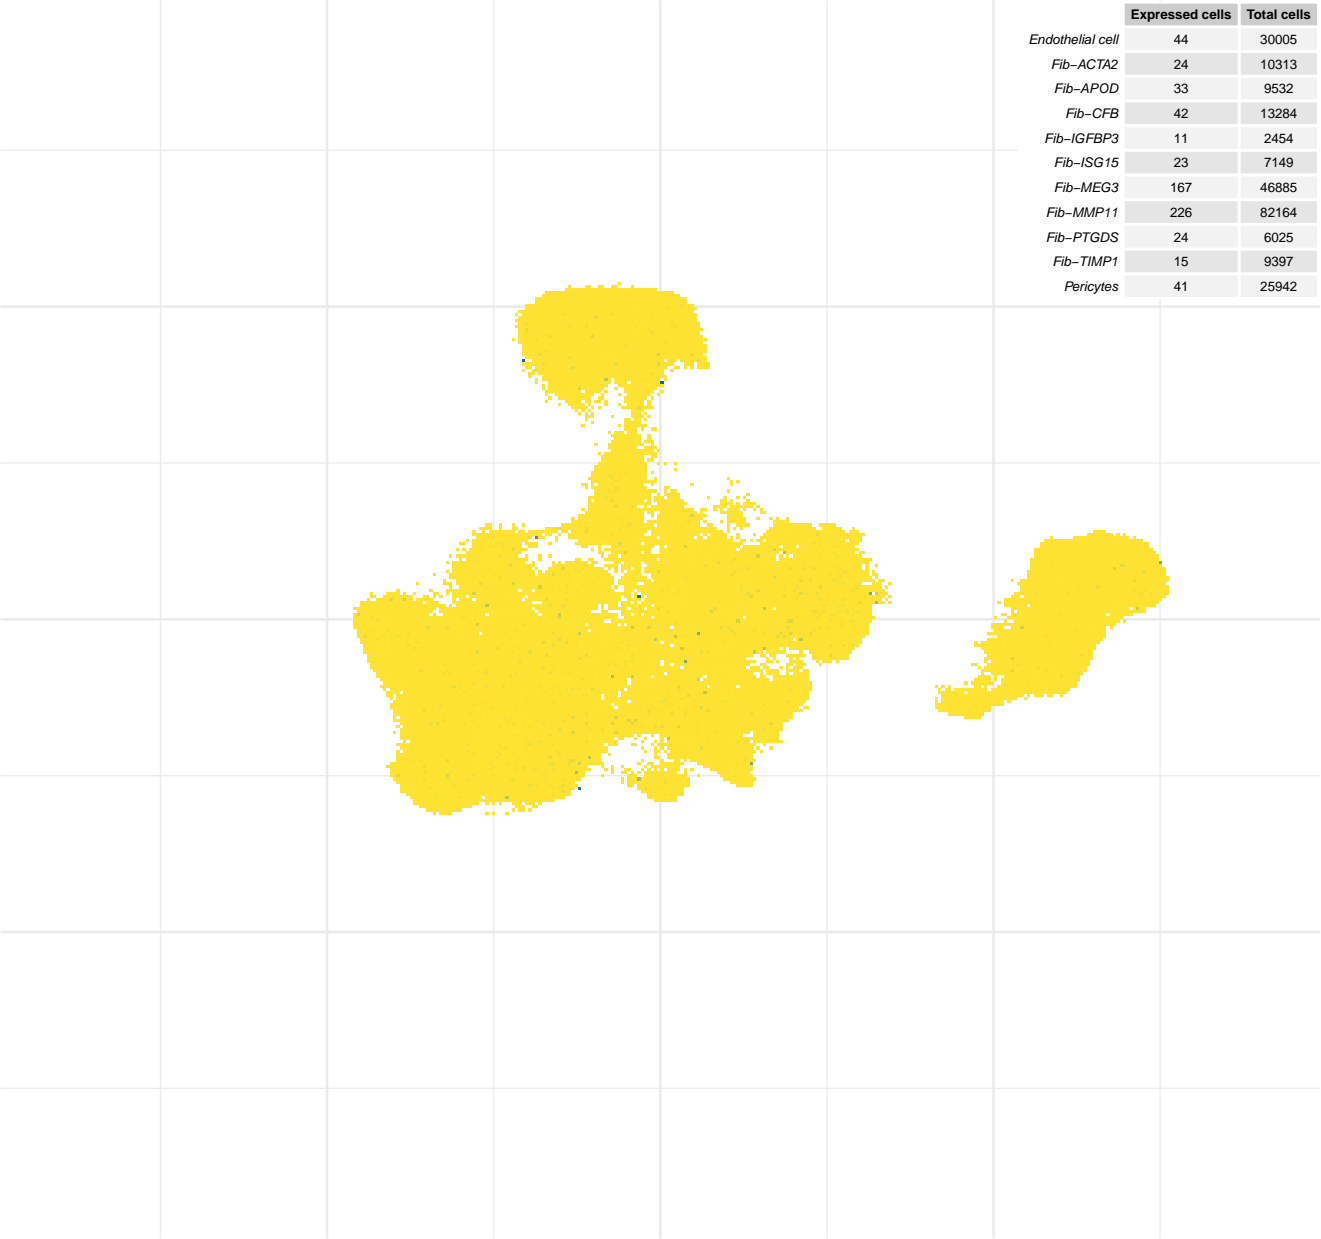 Expressed cells Total cells
Endothelial cell 44 30005
Fib−ACTA2 24 10313
Fib−APOD 33 9532
Fib−CFB 42 13284
Fib−IGFBP3 11 2454
Fib−ISG15 23 7149
Fib−MEG3 167 46885
Fib−MMP11 226 82164
Fib−PTGDS 24 6025
Fib−TIMP1 15 9397
Pericytes 41 25942